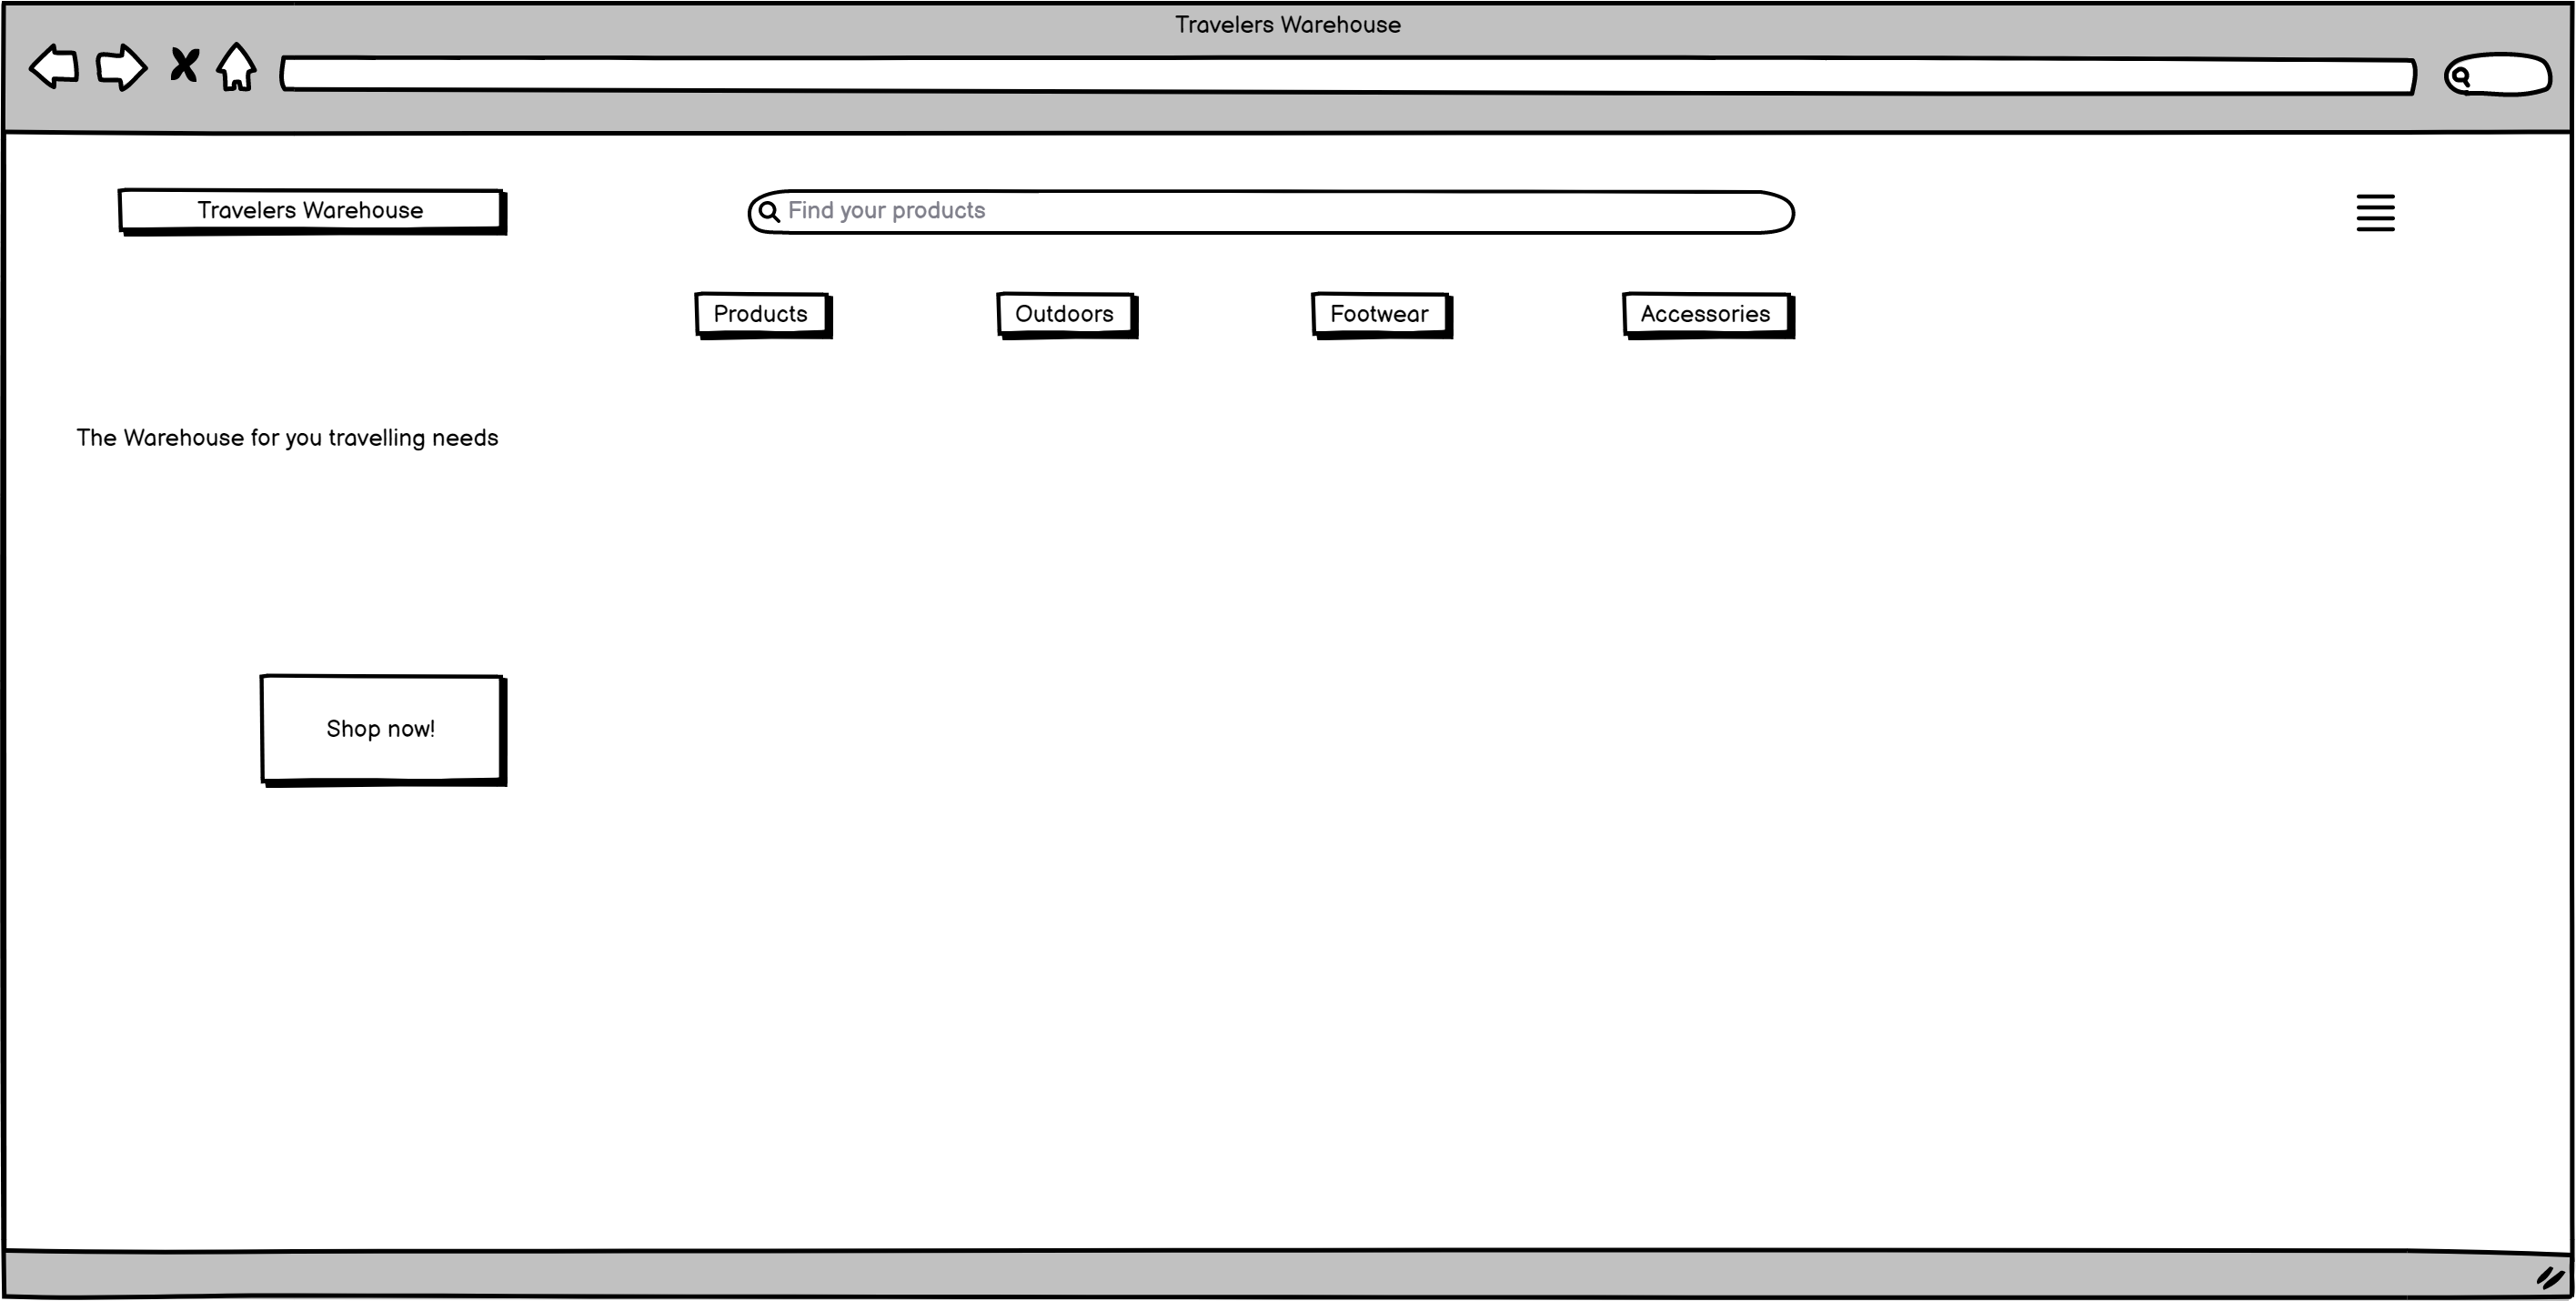 Travelers Warehouse
Travelers Warehouse
Find your products
Products
Outdoors
Footwear
Accessories
The Warehouse for you travelling needs
Shop now!